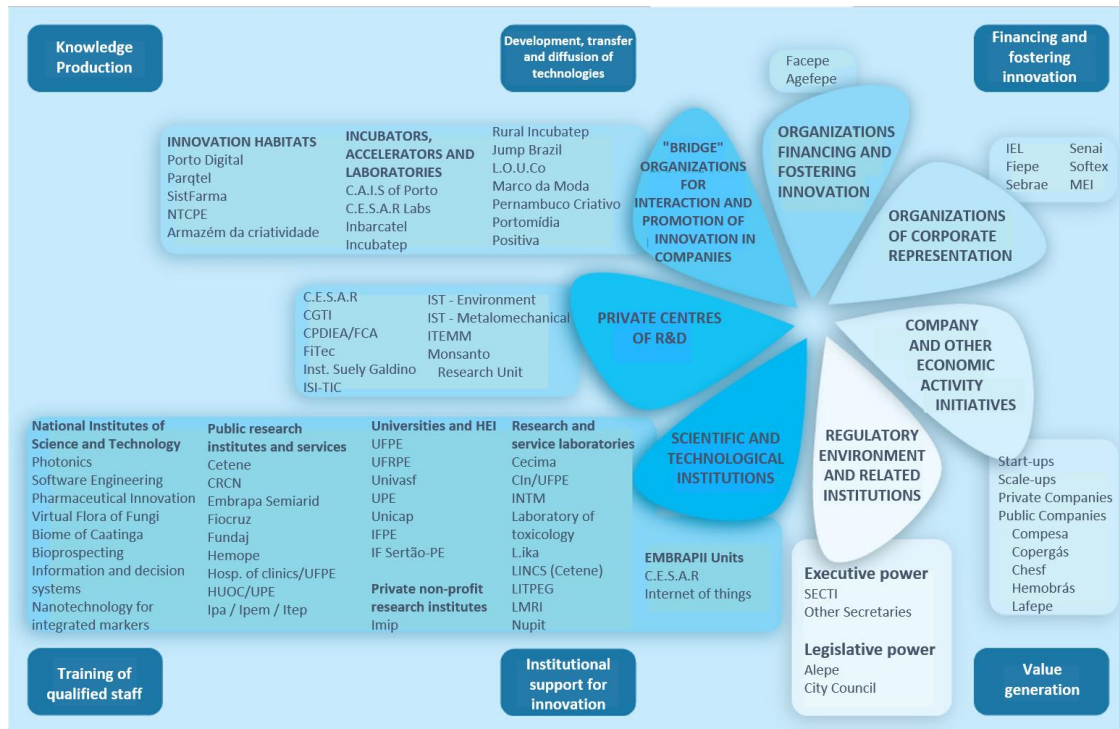 Knowledge
Production
Development, transfer
and diffusion of
technologies
Financing and
fostering
innovation
Facepe
Agefepe
ORGANIZATIONS
FINANCING AND
FOSTERING
INNOVATION
"BRIDGE"
ORGANIZATIONS
FOR
INTERACTION AND
PROMOTION OF
INNOVATION IN
COMPANIES
INNOVATION HABITATS
Porto Digital
Parqtel
SistFarma
NTCPE
Armazém da criatividade
INCUBATORS,
ACCELERATORS AND
LABORATORIES
C.A.I.S of Porto
C.E.S.A.R Labs
Inbarcatel
Incubatep
Rural Incubatep
Jump Brazil
L.O.U.Co
Marco da Moda
Pernambuco Criativo
Portomídia
Positiva
IEL
Fiepe
Sebrae
Senai
Softex
MEI
ORGANIZATIONS
OF CORPORATE
REPRESENTATION
C.E.S.A.R
CGTI
CPDIEA/FCA
FiTec
Inst. Suely Galdino
ISI-TIC
IST - Environment
IST - Metalomechanical
ITEMM
Monsanto
Research Unit
PRIVATE CENTRES
OF R&D
COMPANY
AND OTHER
ECONOMIC
ACTIVITY
INITIATIVES
National Institutes of
Science and Technology
Photonics
Software Engineering
Pharmaceutical Innovation
Virtual Flora of Fungi
Biome of Caatinga
Bioprospecting
Information and decision
systems
Nanotechnology for
integrated markers
Public research
institutes and services
Cetene
CRCN
Embrapa Semiarid
Fiocruz
Fundaj
Hemope
Hosp. of clinics/UFPE
HUOC/UPE
Ipa / Ipem / Itep
Universities and HEI
UFPE
UFRPE
Univasf
UPE
Unicap
IFPE
IF Sertão-PE
Private non-profit
research institutes
Imip
Research and
service laboratories
Cecima
CIn/UFPE
INTM
Laboratory of
toxicology
L.ika
LINCS (Cetene)
LITPEG
LMRI
Nupit
SCIENTIFIC AND
TECHNOLOGICAL
INSTITUTIONS
EMBRAPII Units
C.E.S.A.R
Internet of things
REGULATORY
ENVIRONMENT
AND RELATED
INSTITUTIONS
Executive power
SECTI
Other Secretaries
Legislative power
Alepe
City Council
Start-ups
Scale-ups
Private Companies
Public Companies
Compesa
Copergás
Chesf
Hemobrás
Lafepe
Training of
qualified staff
Institutional
support for
innovation
Value
generation